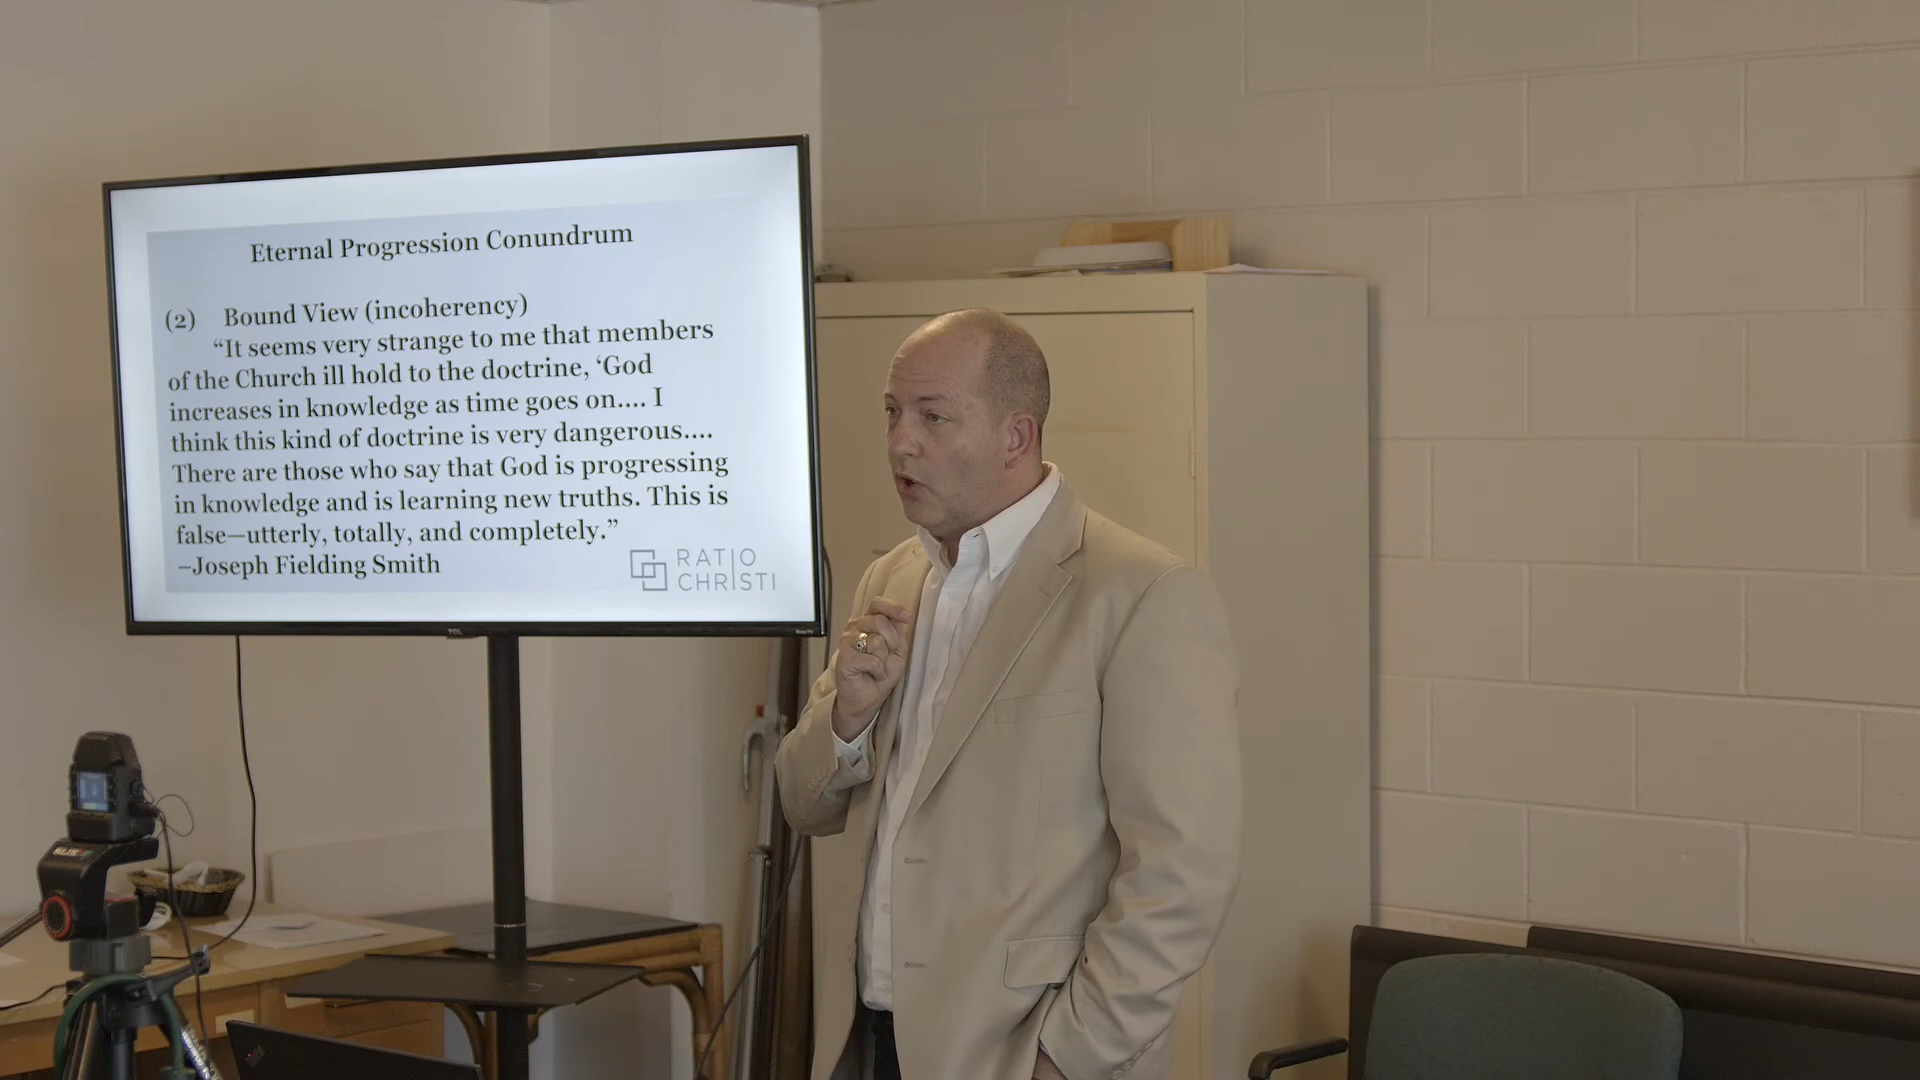 Eternal Progression Conundrum
(2) Bound View (incoherency)
“It seems very strange to me that members
of the Church ill hold to the doctrine, ‘God
increases in knowledge as time goes on.... I
think this kind of doctrine is very dangerous....
There are those who say that God is progressing
in knowledge and is learning new truths. This is
false—utterly, totally, and completely.”
–Joseph Fielding Smith
RATIO
CHRISTI
TCL